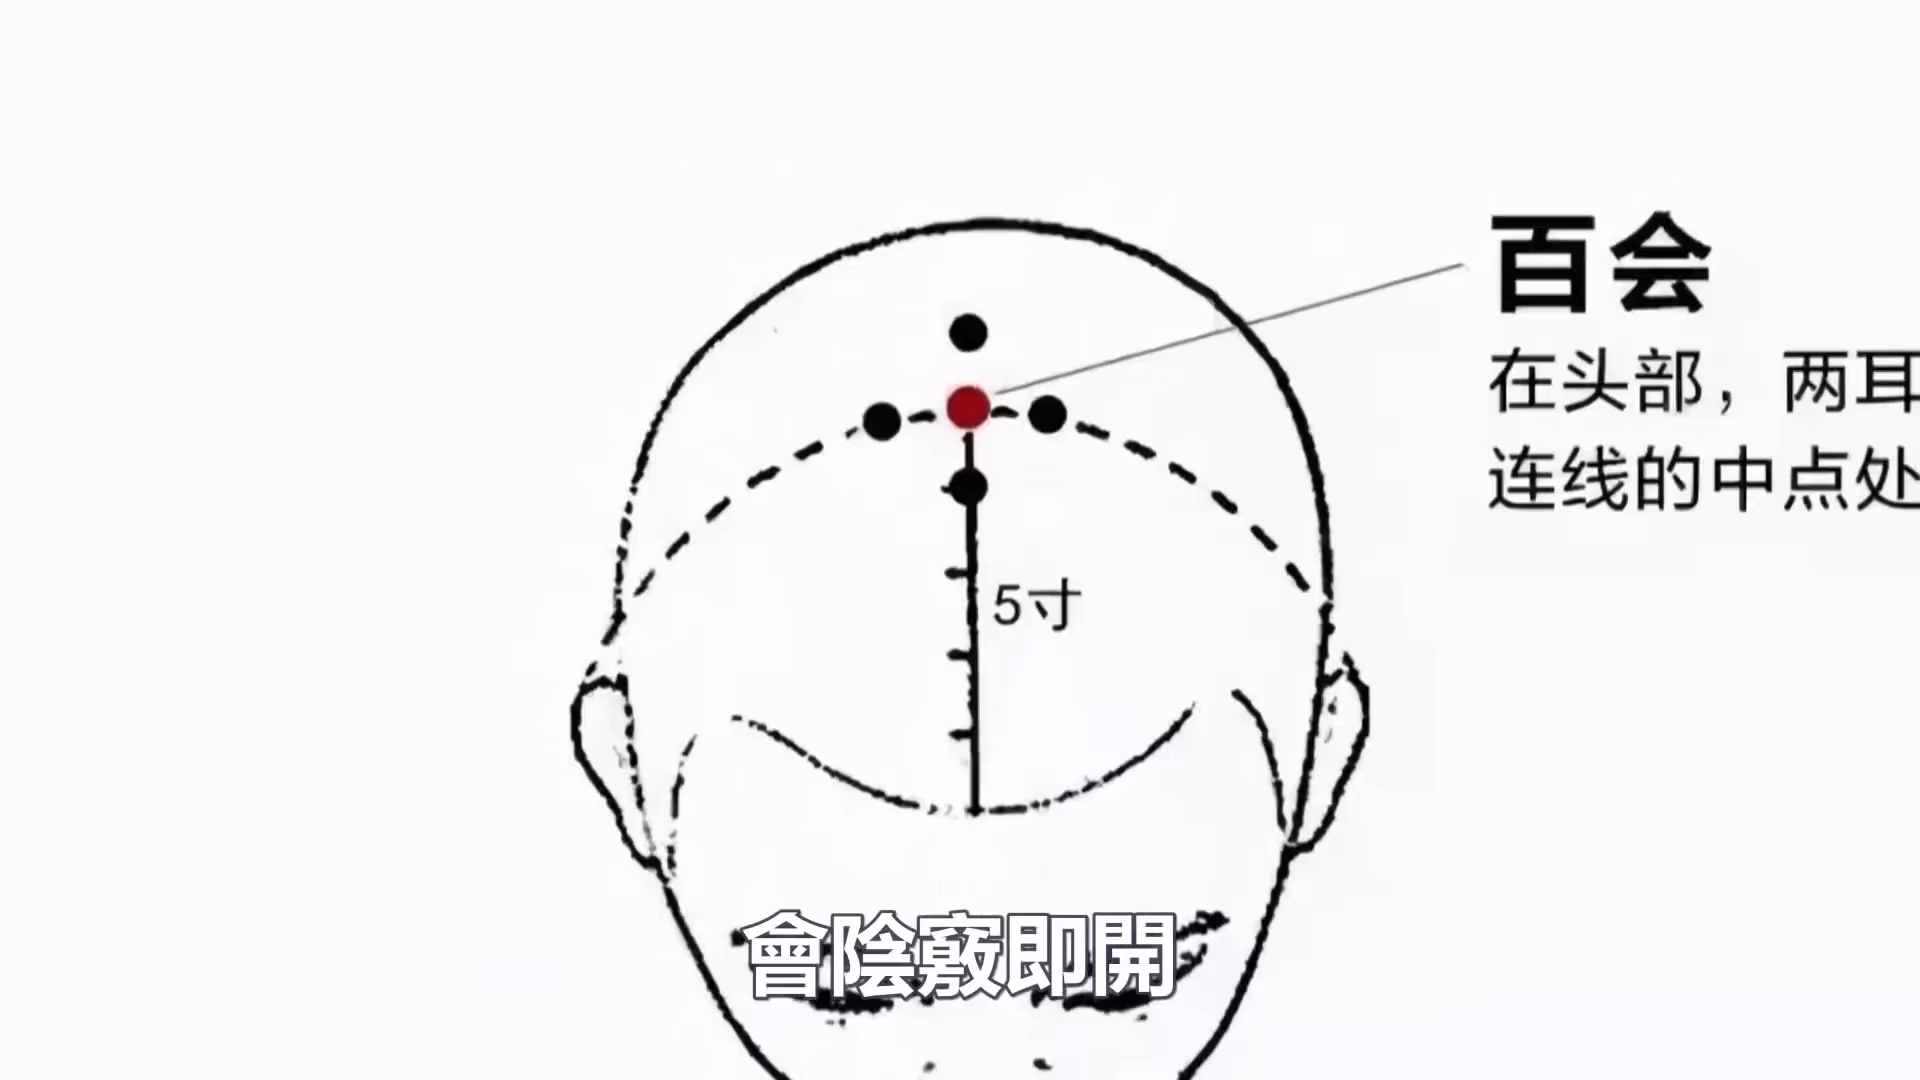 百会
在头部，两耳
连线的中点处
5寸
會陰竅即開